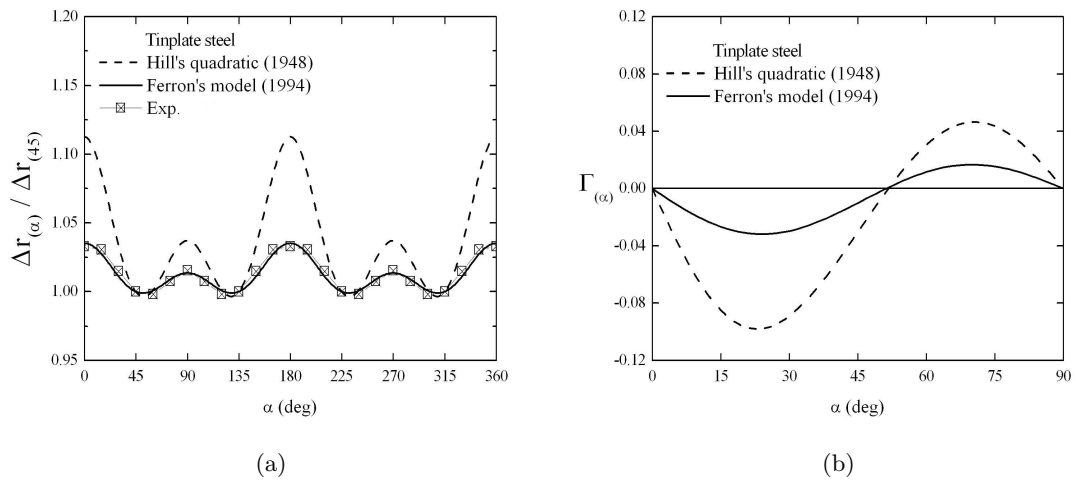 1.20
1.15
1.10
1.05
1.00
0.95
Δr(α) / Δr(45)
Tinplate steel
Hill's quadratic (1948)
Ferron's model (1994)
Exp.
0 45 90 135 180 225 270 315 360
α (deg)
(a)
0.12
0.08
0.04
0.00
-0.04
-0.08
-0.12
Γ(α)
Tinplate steel
Hill's quadratic (1948)
Ferron's model (1994)
0 15 30 45 60 75 90
α (deg)
(b)